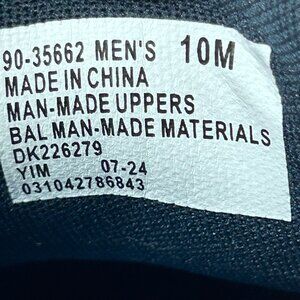 90-35662 MEN'S 10M
MADE IN CHINA
MAN-MADE UPPERS
BAL MAN-MADE MATERIALS
DK226279
YIM 07-24
031042786843